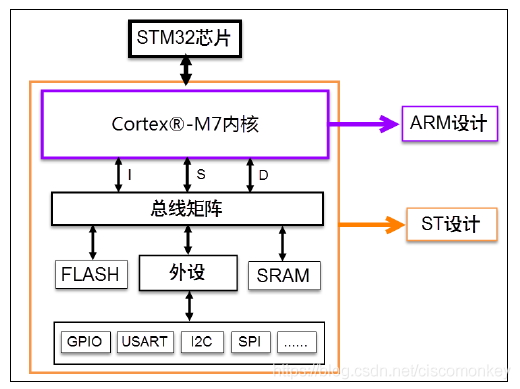 STM32芯片
Cortex®-M7内核
ARM设计
I
S
D
总线矩阵
ST设计
FLASH
外设
SRAM
GPIO
USART
I2C
SPI
......
https://blog.csdn.net/ciscomonkey